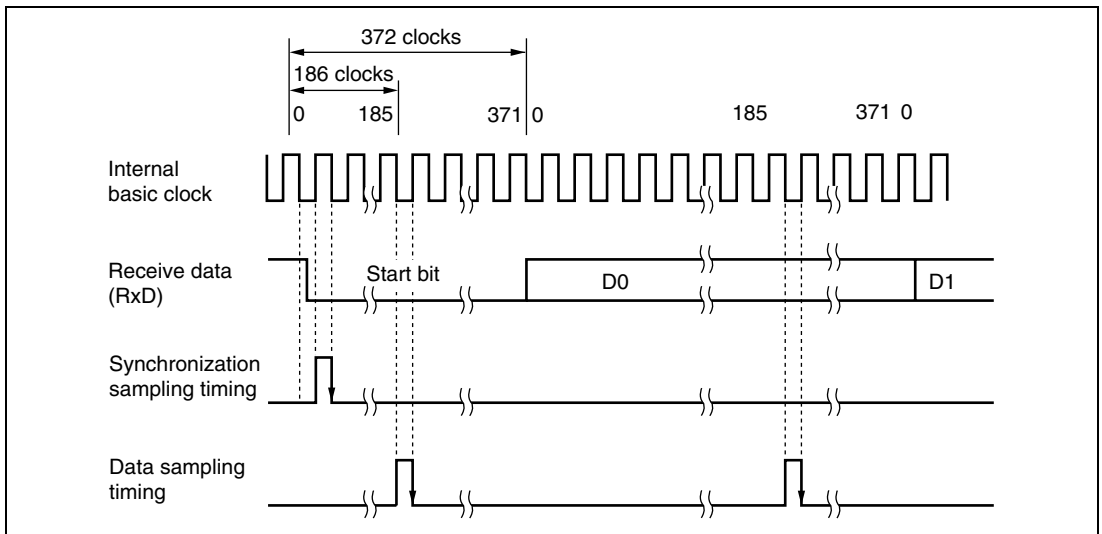 372 clocks
186 clocks
0 185 371 0 185 371 0
Internal
basic clock
Receive data
(RxD)
Start bit D0 D1
Synchronization
sampling timing
Data sampling
timing